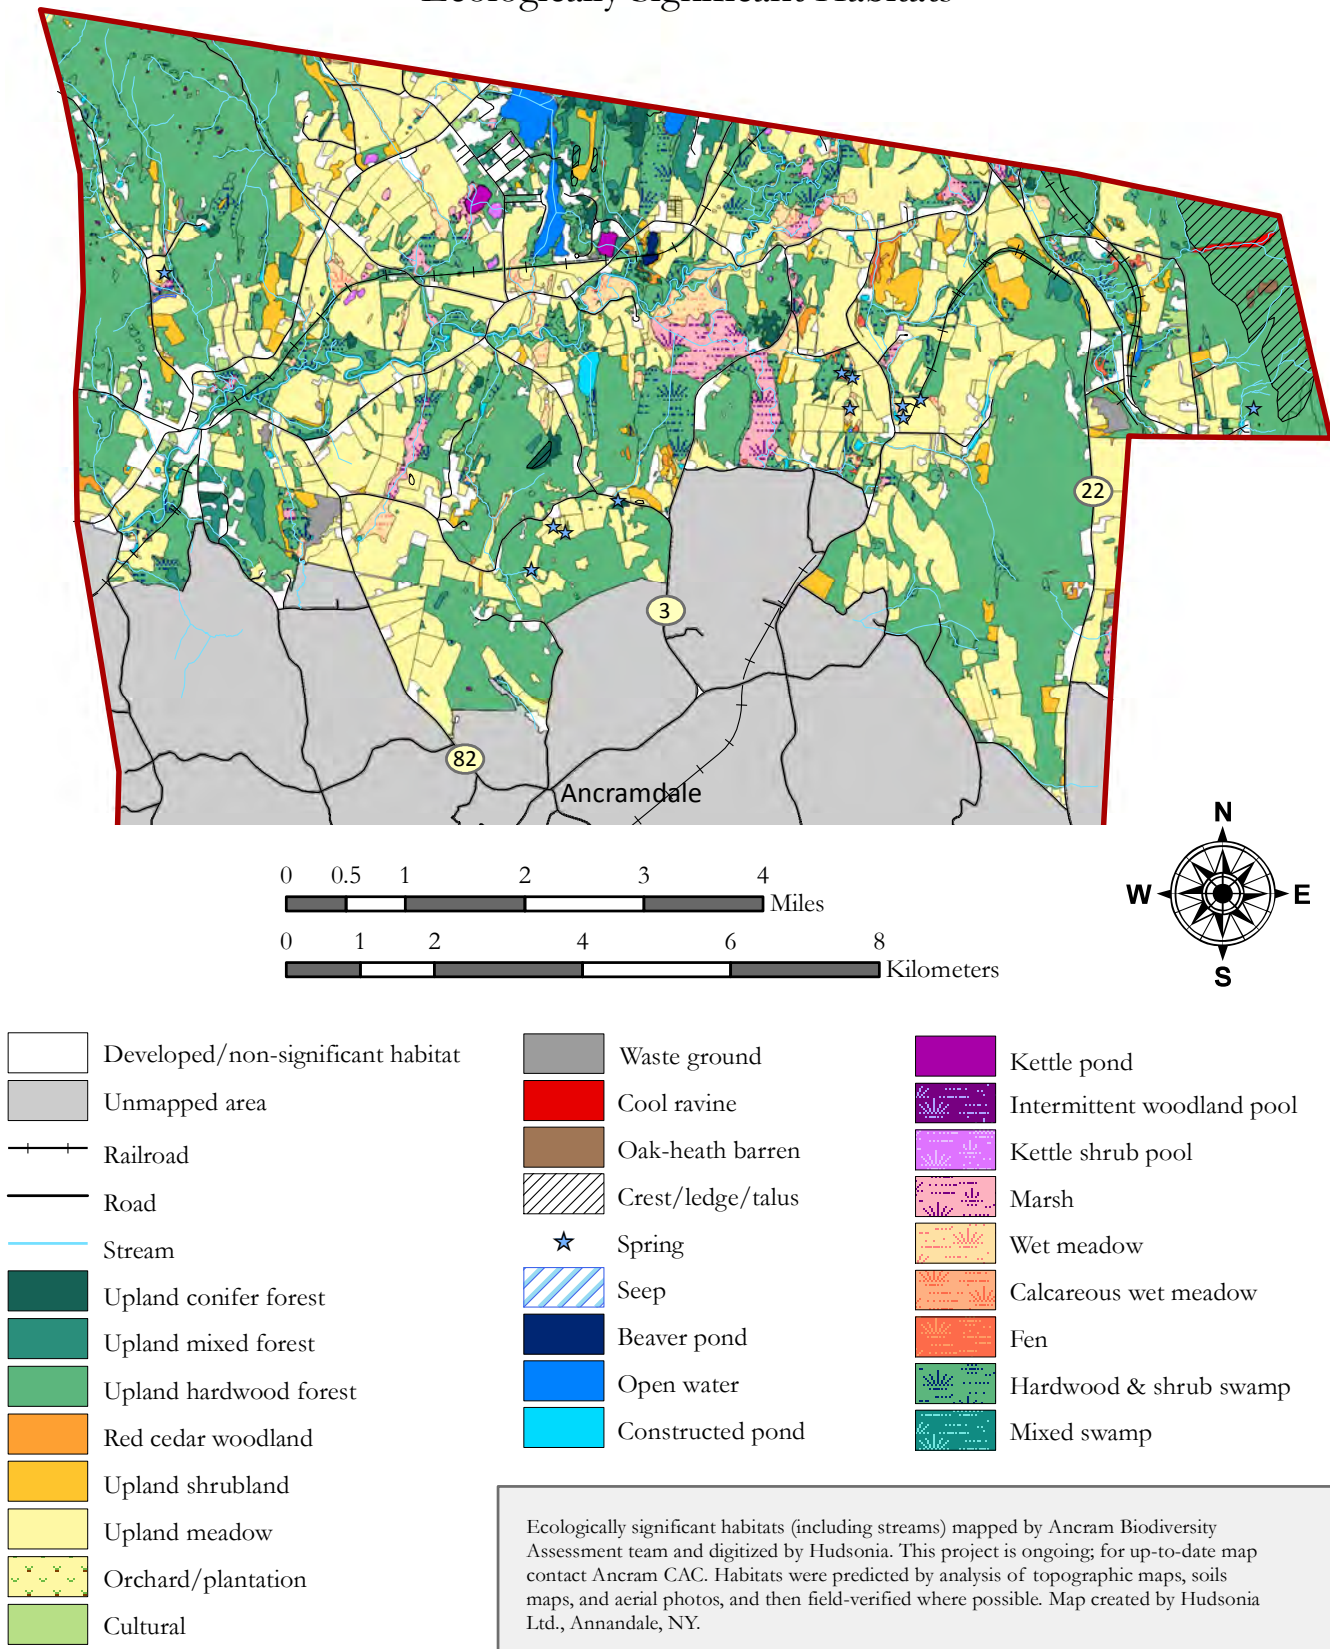 Ecologically Significant Habitats
22
3
82
Ancramdale
0 0.5 1 2 3 4
Miles
0 1 2 4 6 8
Kilometers
N
W E
S
Developed/non-significant habitat
Unmapped area
Railroad
Road
Stream
Upland conifer forest
Upland mixed forest
Upland hardwood forest
Red cedar woodland
Upland shrubland
Upland meadow
Orchard/plantation
Cultural
Waste ground
Cool ravine
Oak-heath barren
Crest/ledge/talus
Spring
Seep
Beaver pond
Open water
Constructed pond
Kettle pond
Intermittent woodland pool
Kettle shrub pool
Marsh
Wet meadow
Calcareous wet meadow
Fen
Hardwood & shrub swamp
Mixed swamp
Ecologically significant habitats (including streams) mapped by Ancram Biodiversity
Assessment team and digitized by Hudsonia. This project is ongoing; for up-to-date map
contact Ancram CAC. Habitats were predicted by analysis of topographic maps, soils
maps, and aerial photos, and then field-verified where possible. Map created by Hudsonia
Ltd., Annandale, NY.